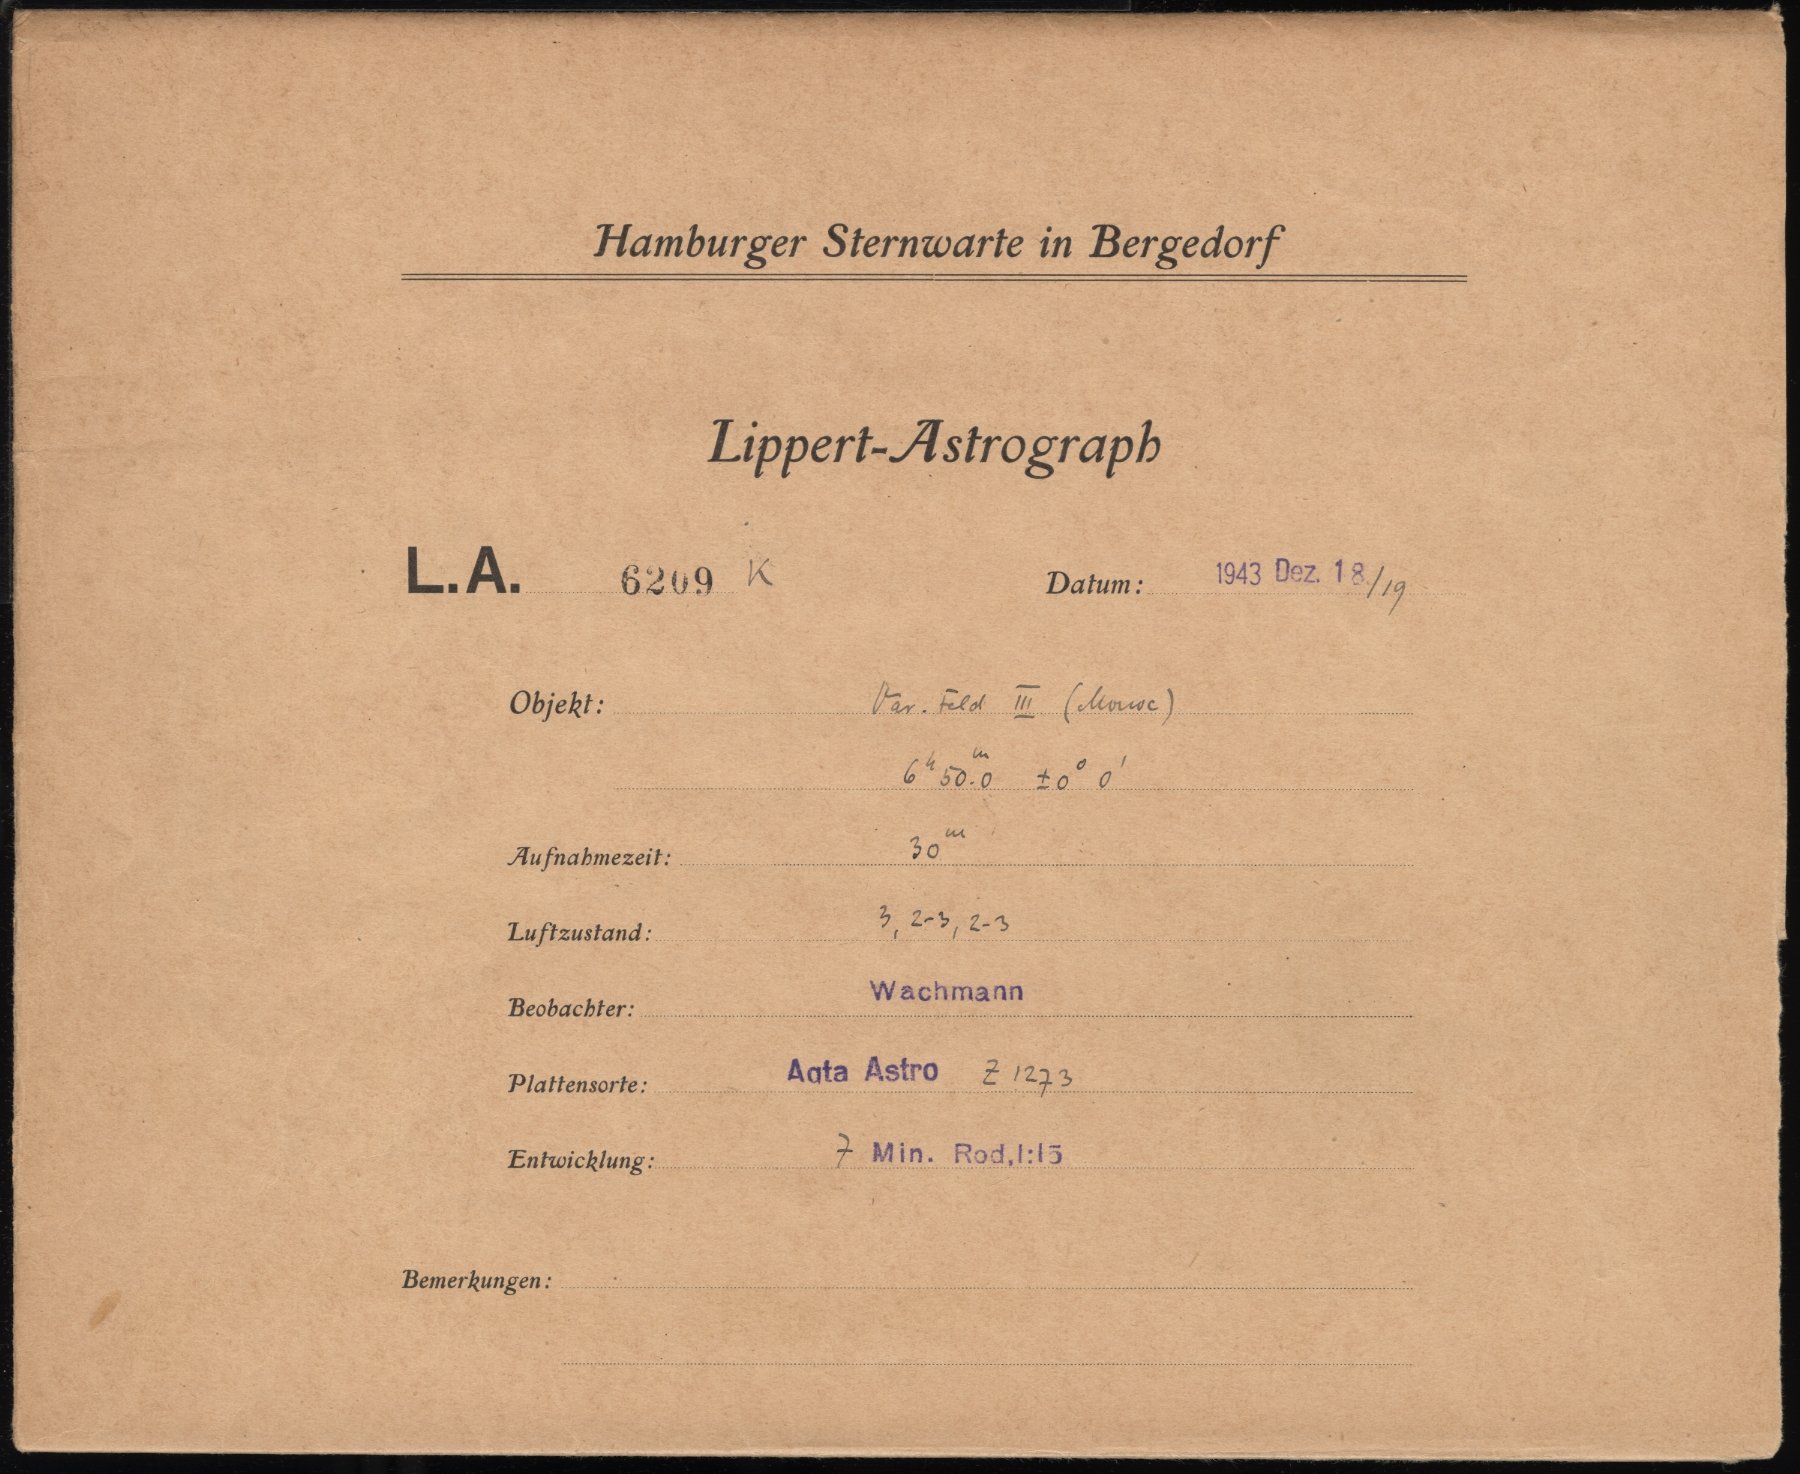 Hamburger Sternwarte in Bergedorf
Lippert-Astrograph
L.A. 6209 K Datum: 1943 Dez. 18./19
Objekt: Var. Feld III (Monoc)
6ʰ 50.0ᵐ ±0° 0'
Aufnahmezeit: 30ᵐ
Luftzustand: 3, 2-3, 2-3
Beobachter: Wachmann
Plattensorte: Agfa Astro Z 1273
Entwicklung: 7 Min. Rod, 1:15
Bemerkungen: